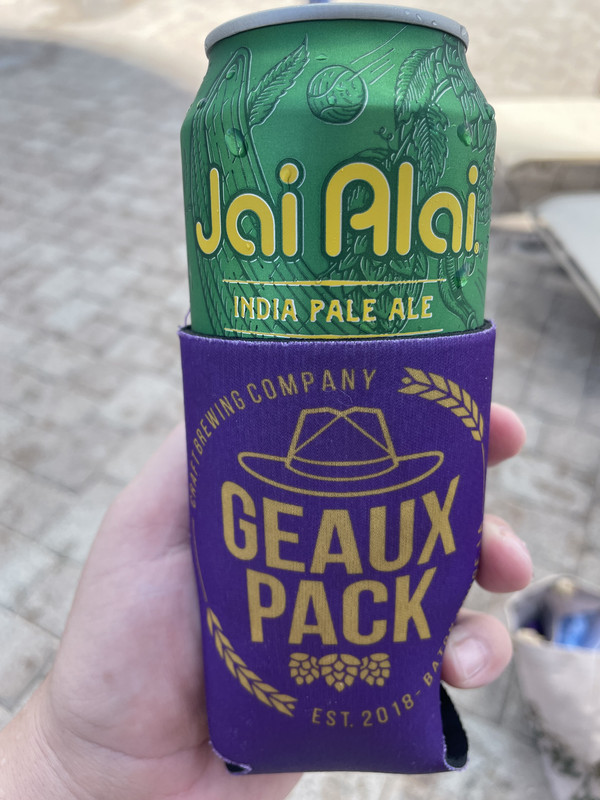 Jai Alai®
INDIA PALE ALE
CRAFT BREWING COMPANY
GEAUX
PACK
EST. 2018 -